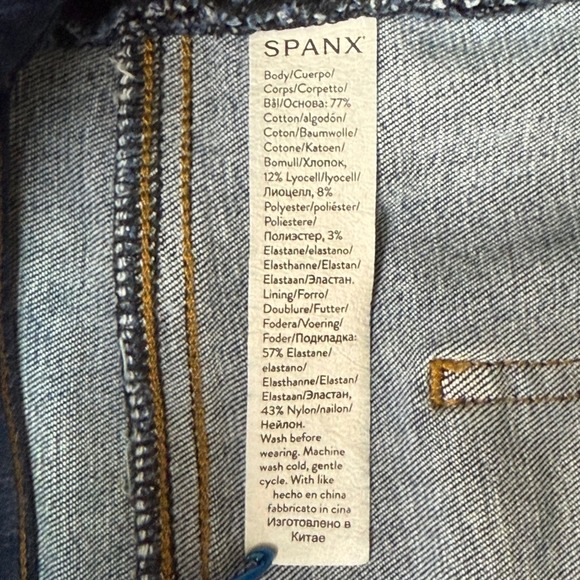 SPANX
Body/Cuerpo/
Corps/Corpetto/
Bål/Основа: 77%
Cotton/algodón/
Coton/Baumwolle/
Cotone/Katoen/
Bomull/Хлопок,
12% Lyocell/lyocell/
Лиоцелл, 8%
Polyester/poliéster/
Poliestere/
Полиэстер, 3%
Elastane/elastano/
Elasthanne/Elastan/
Elastaan/Эластан,
Lining/Forro/
Doublure/Futter/
Fodera/Voering/
Foder/Подкладка:
57% Elastane/
elastano/
Elasthanne/Elastan/
Elastaan/Эластан,
43% Nylon/nailon/
Нейлон.
Wash before
wearing. Machine
wash cold, gentle
cycle. With like
hecho en china
fabbricato in cina
Изготовлено в
Китае